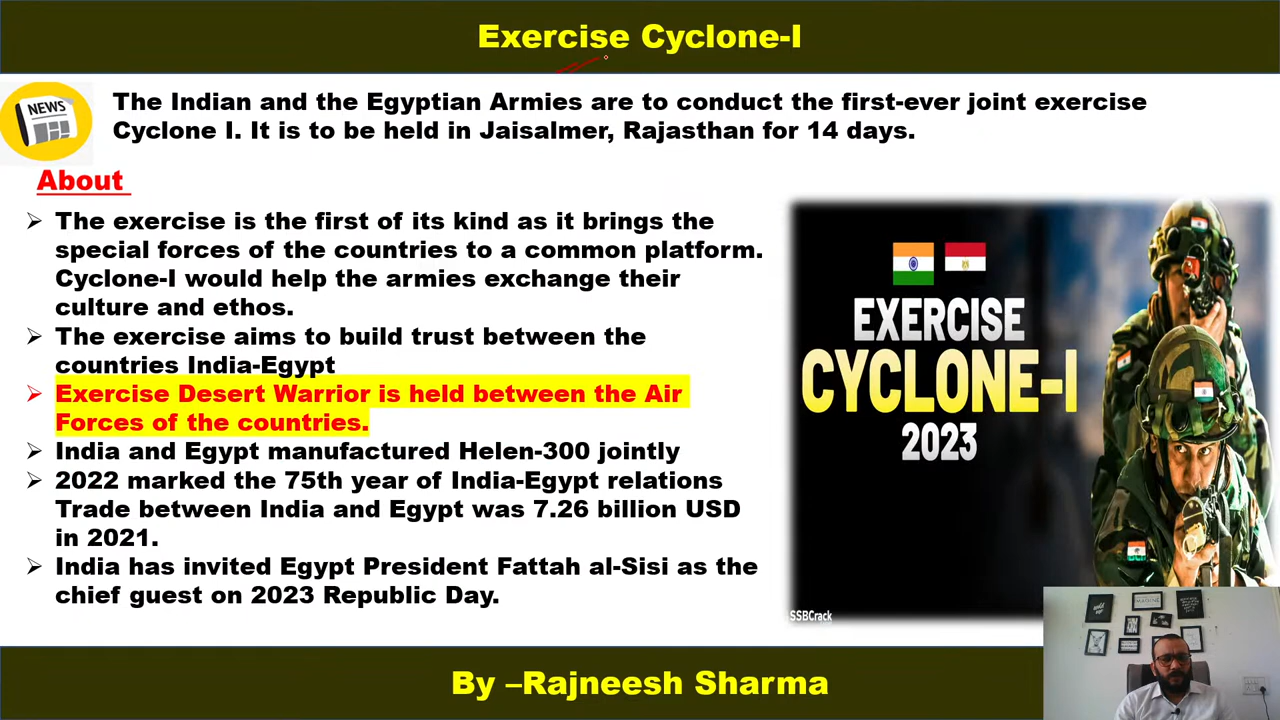 Exercise Cyclone-I
NEWS
The Indian and the Egyptian Armies are to conduct the first-ever joint exercise
Cyclone I. It is to be held in Jaisalmer, Rajasthan for 14 days.
About
The exercise is the first of its kind as it brings the
special forces of the countries to a common platform.
Cyclone-I would help the armies exchange their
culture and ethos.
The exercise aims to build trust between the
countries India-Egypt
Exercise Desert Warrior is held between the Air
Forces of the countries.
India and Egypt manufactured Helen-300 jointly
2022 marked the 75th year of India-Egypt relations
Trade between India and Egypt was 7.26 billion USD
in 2021.
India has invited Egypt President Fattah al-Sisi as the
chief guest on 2023 Republic Day.
EXERCISE
CYCLONE-I
2023
SSBCrack
By –Rajneesh Sharma